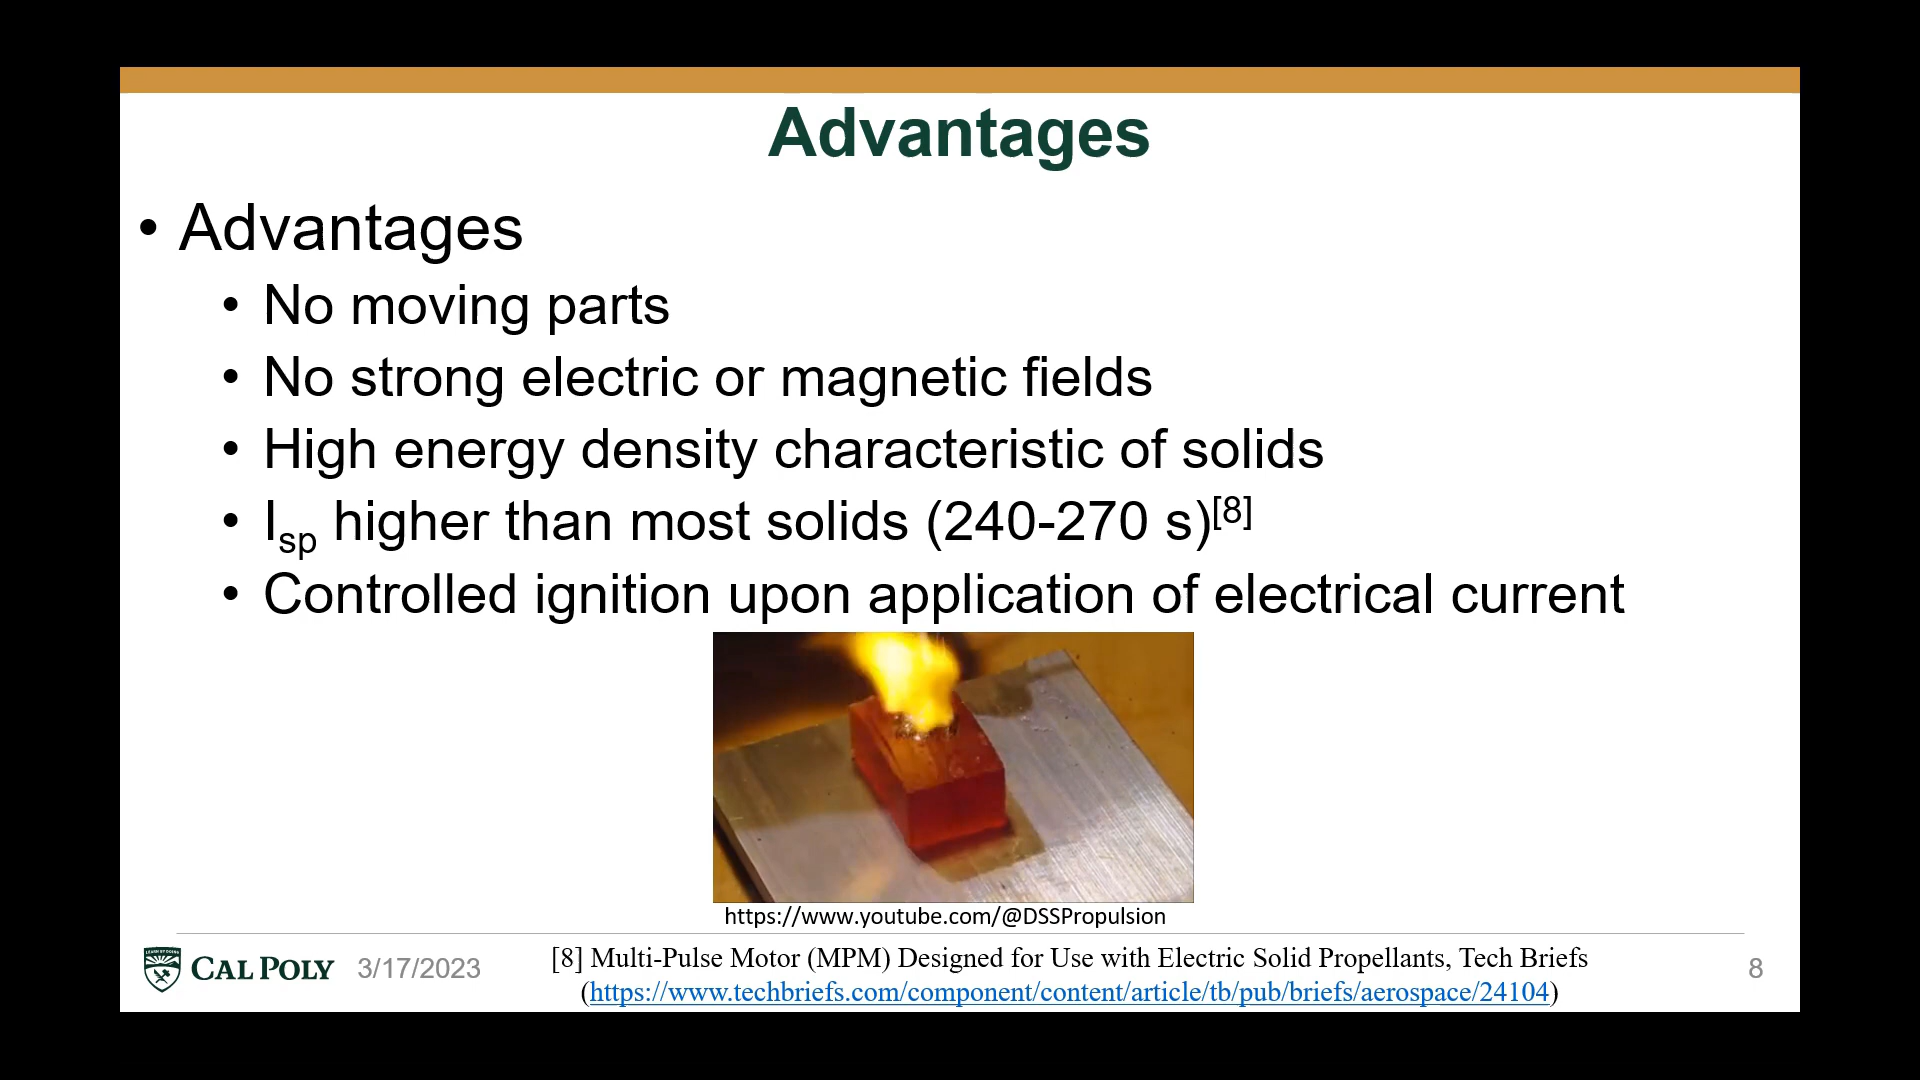 Advantages
• Advantages
• No moving parts
• No strong electric or magnetic fields
• High energy density characteristic of solids
• Isp higher than most solids (240-270 s)[8]
• Controlled ignition upon application of electrical current
https://www.youtube.com/@DSSPropulsion
CAL POLY
3/17/2023
[8] Multi-Pulse Motor (MPM) Designed for Use with Electric Solid Propellants, Tech Briefs
(https://www.techbriefs.com/component/content/article/tb/pub/briefs/aerospace/24104)
8